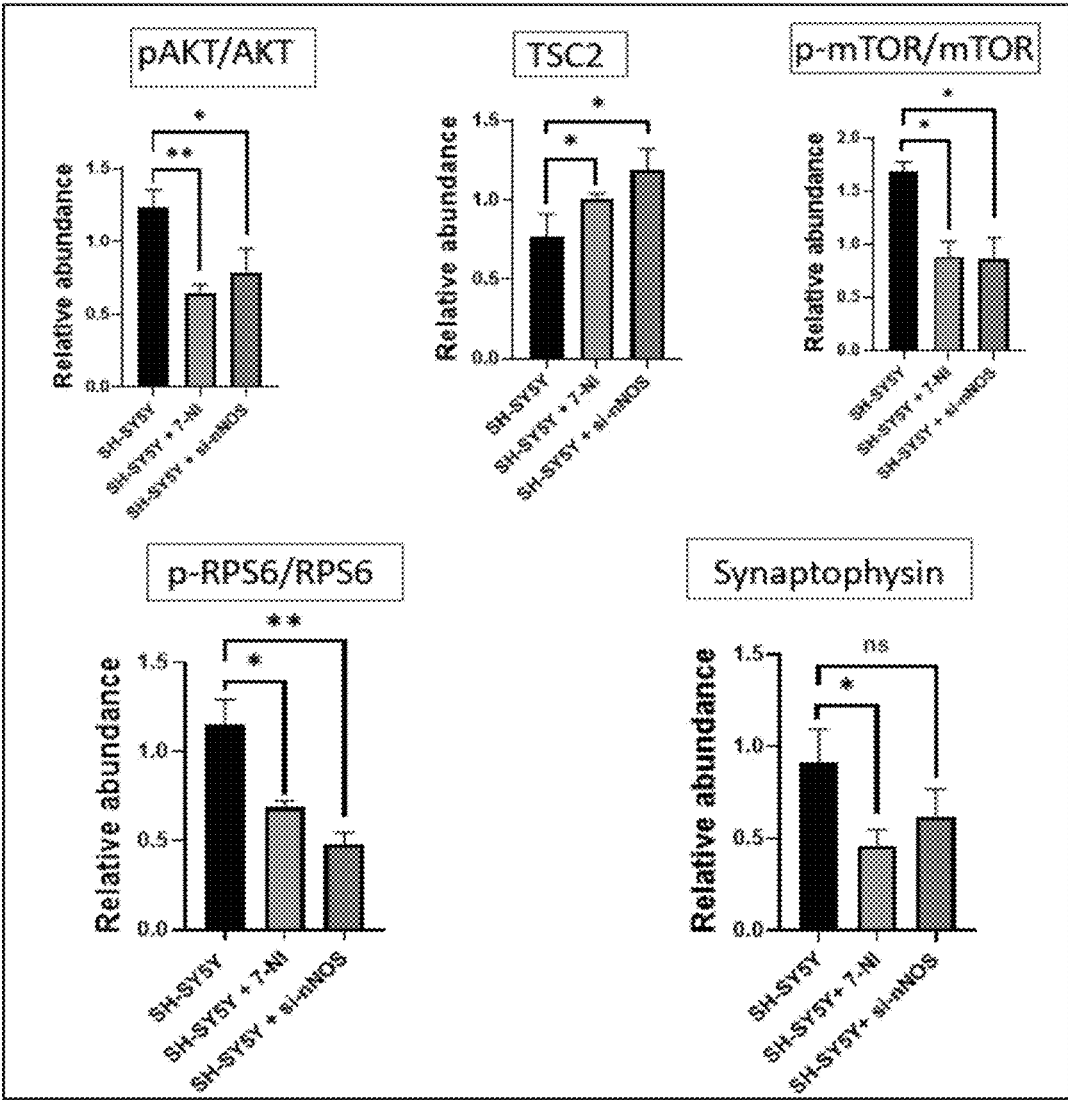 pAKT/AKT
*
**
Relative abundance
1.5
1.0
0.5
0.0
SH-SY5Y
SH-SY5Y + 7-NI
SH-SY5Y + si-nNOS
TSC2
*
*
Relative abundance
1.5
1.0
0.5
0.0
SH-SY5Y
SH-SY5Y + 7-NI
SH-SY5Y + si-nNOS
p-mTOR/mTOR
*
*
Relative abundance
2.0
1.5
1.0
0.5
0.0
SH-SY5Y
SH-SY5Y + 7-NI
SH-SY5Y + si-nNOS
p-RPS6/RPS6
**
*
Relative abundance
1.5
1.0
0.5
0.0
SH-SY5Y
SH-SY5Y + 7-NI
SH-SY5Y + si-nNOS
Synaptophysin
ns
*
Relative abundance
1.5
1.0
0.5
0.0
SH-SY5Y
SH-SY5Y+ 7-NI
SH-SY5Y+ si-nNOS